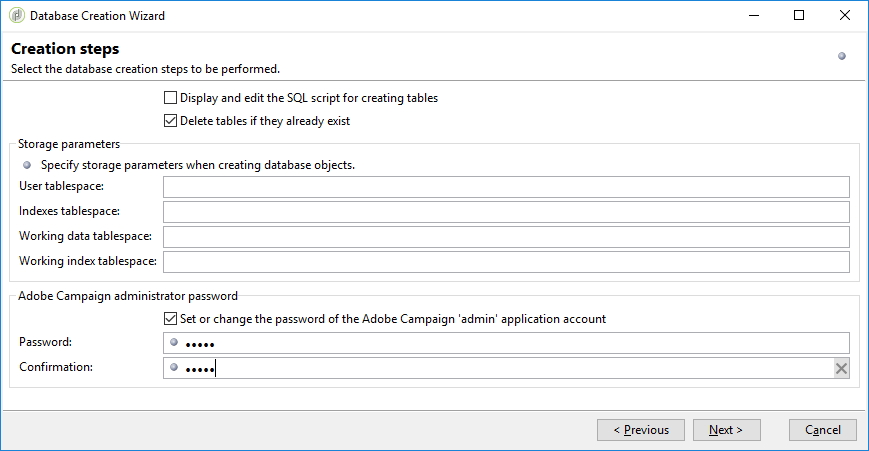 Database Creation Wizard
Creation steps
Select the database creation steps to be performed.
Display and edit the SQL script for creating tables
Delete tables if they already exist
Storage parameters
Specify storage parameters when creating database objects.
User tablespace:
Indexes tablespace:
Working data tablespace:
Working index tablespace:
Adobe Campaign administrator password
Set or change the password of the Adobe Campaign 'admin' application account
Password: •••••
Confirmation: •••••
< Previous Next > Cancel